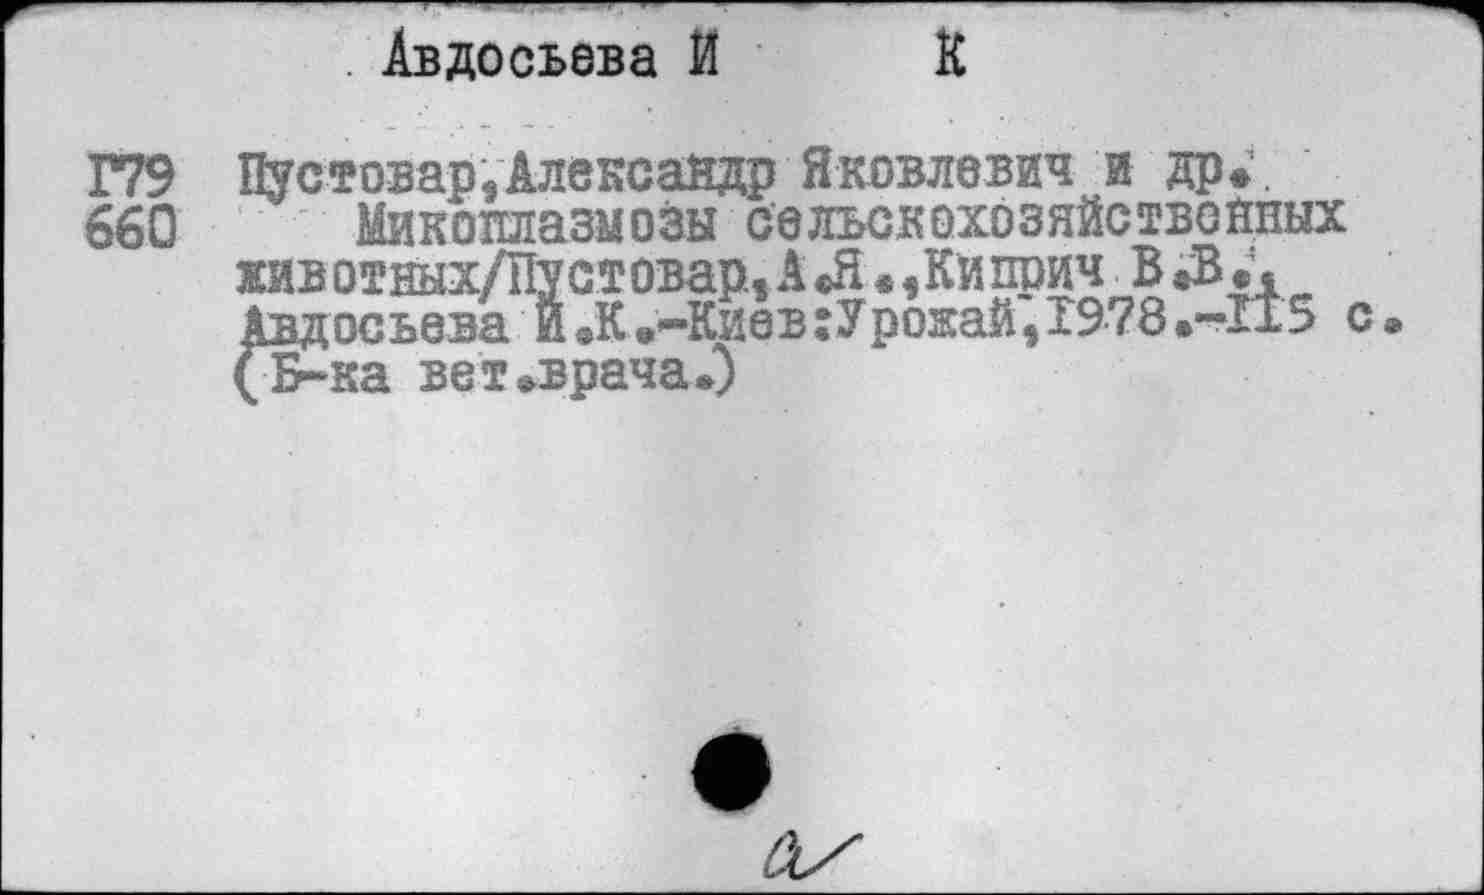 Авдосьева И К
Г79 Пустовар,Александр Яковлевич и др.
660 Микоплазмозы сельскохозяйственных
животных/Пустовар,А.Я.,Киприч В.В.,
Авдосьева И.К.-Киев:Урожай,1978.-115 с.
(Б-ка вет.врача.)